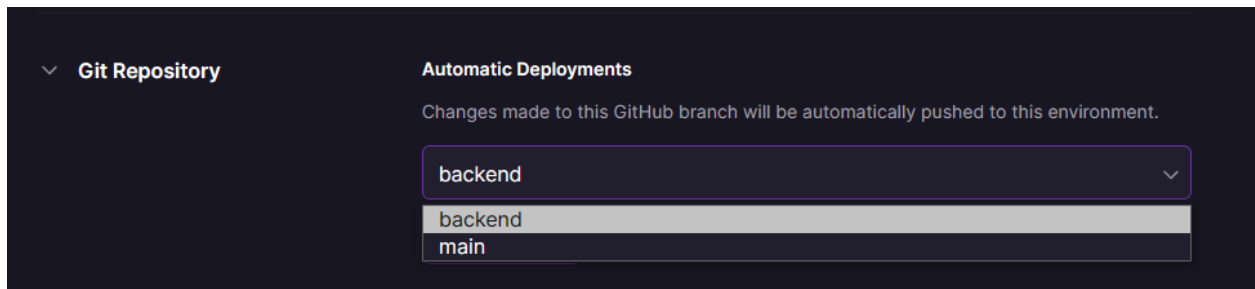 Git Repository
Automatic Deployments
Changes made to this GitHub branch will be automatically pushed to this environment.
backend
backend
main